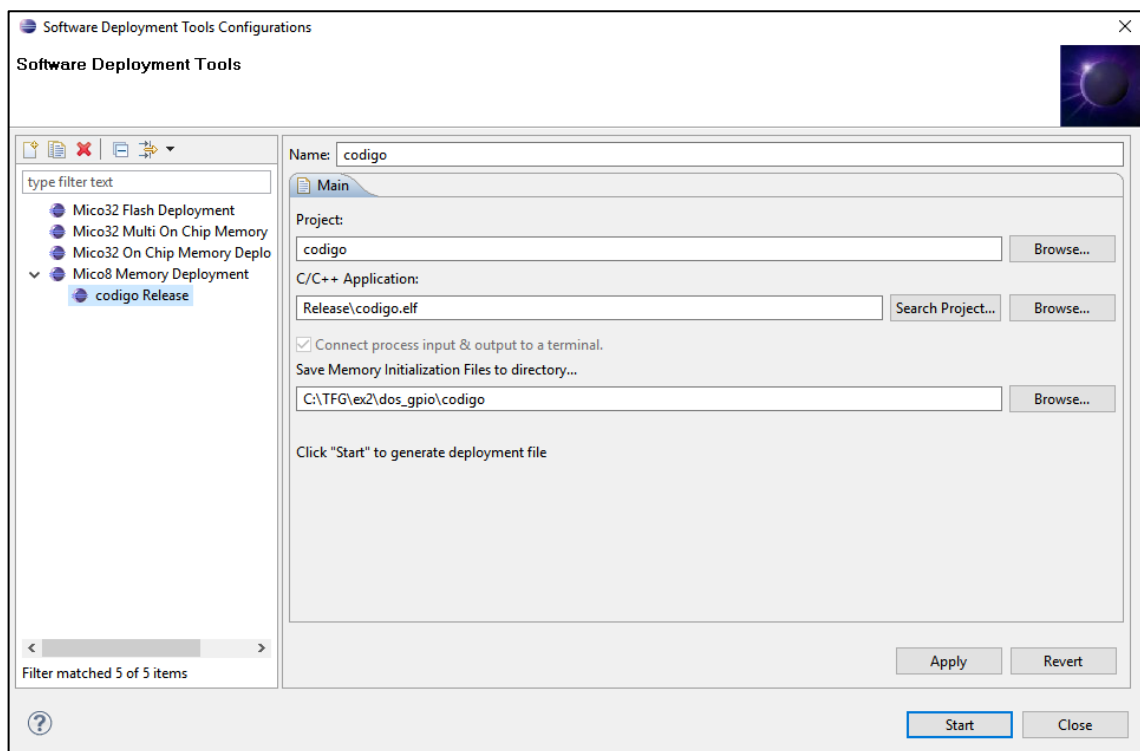 Software Deployment Tools Configurations
Software Deployment Tools
type filter text
Mico32 Flash Deployment
Mico32 Multi On Chip Memory
Mico32 On Chip Memory Deplo
Mico8 Memory Deployment
codigo Release
Filter matched 5 of 5 items
Name: codigo
Main
Project:
codigo Browse...
C/C++ Application:
Release\codigo.elf Search Project... Browse...
Connect process input & output to a terminal.
Save Memory Initialization Files to directory...
C:\TFG\ex2\dos_gpio\codigo Browse...
Click "Start" to generate deployment file
Apply Revert
? Start Close